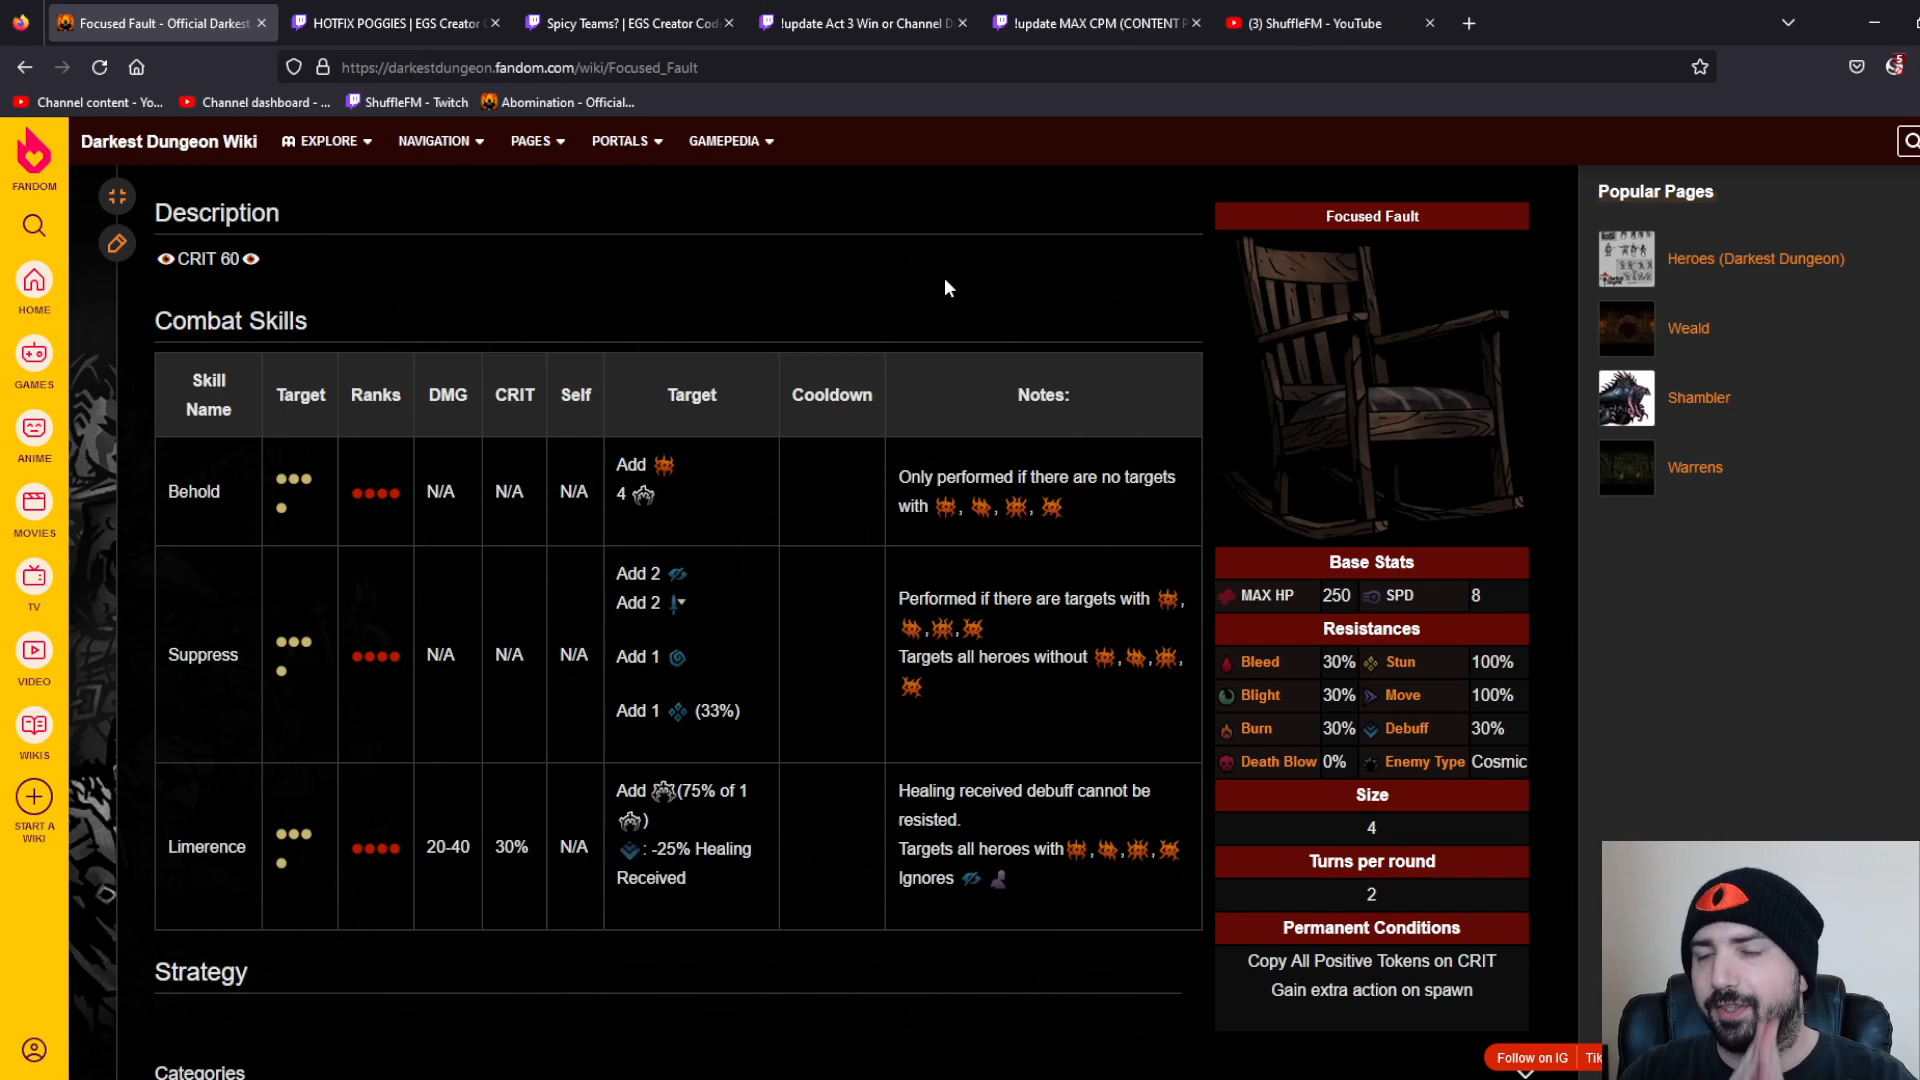 Focused Fault - Official Darkest
HOTFIX POGGIES | EGS Creator
Spicy Teams? | EGS Creator Cod
!update Act 3 Win or Channel D
!update MAX CPM (CONTENT P
(3) ShuffleFM - YouTube
https://darkestdungeon.fandom.com/wiki/Focused_Fault
5
Channel content - Yo...
Channel dashboard - ...
ShuffleFM - Twitch
Abomination - Official...
Darkest Dungeon Wiki
EXPLORE
NAVIGATION
PAGES
PORTALS
GAMEPEDIA
FANDOM
HOME
GAMES
ANIME
MOVIES
TV
VIDEO
WIKIS
START A
WIKI
Description
CRIT 60
Combat Skills
Skill
Name
Target
Ranks
DMG
CRIT
Self
Target
Cooldown
Notes:
Behold
N/A
N/A
N/A
Add
4
Only performed if there are no targets
with , , ,
Suppress
N/A
N/A
N/A
Add 2
Add 2
Add 1
Add 1 (33%)
Performed if there are targets with ,
, ,
Targets all heroes without , , ,
Limerence
20-40
30%
N/A
Add (75% of 1
)
: -25% Healing
Received
Healing received debuff cannot be
resisted.
Targets all heroes with , , ,
Ignores
Strategy
Categories
Focused Fault
Base Stats
MAX HP 250 SPD 8
Resistances
Bleed 30% Stun 100%
Blight 30% Move 100%
Burn 30% Debuff 30%
Death Blow 0% Enemy Type Cosmic
Size
4
Turns per round
2
Permanent Conditions
Copy All Positive Tokens on CRIT
Gain extra action on spawn
Popular Pages
Heroes (Darkest Dungeon)
Weald
Shambler
Warrens
Follow on IG
Tik